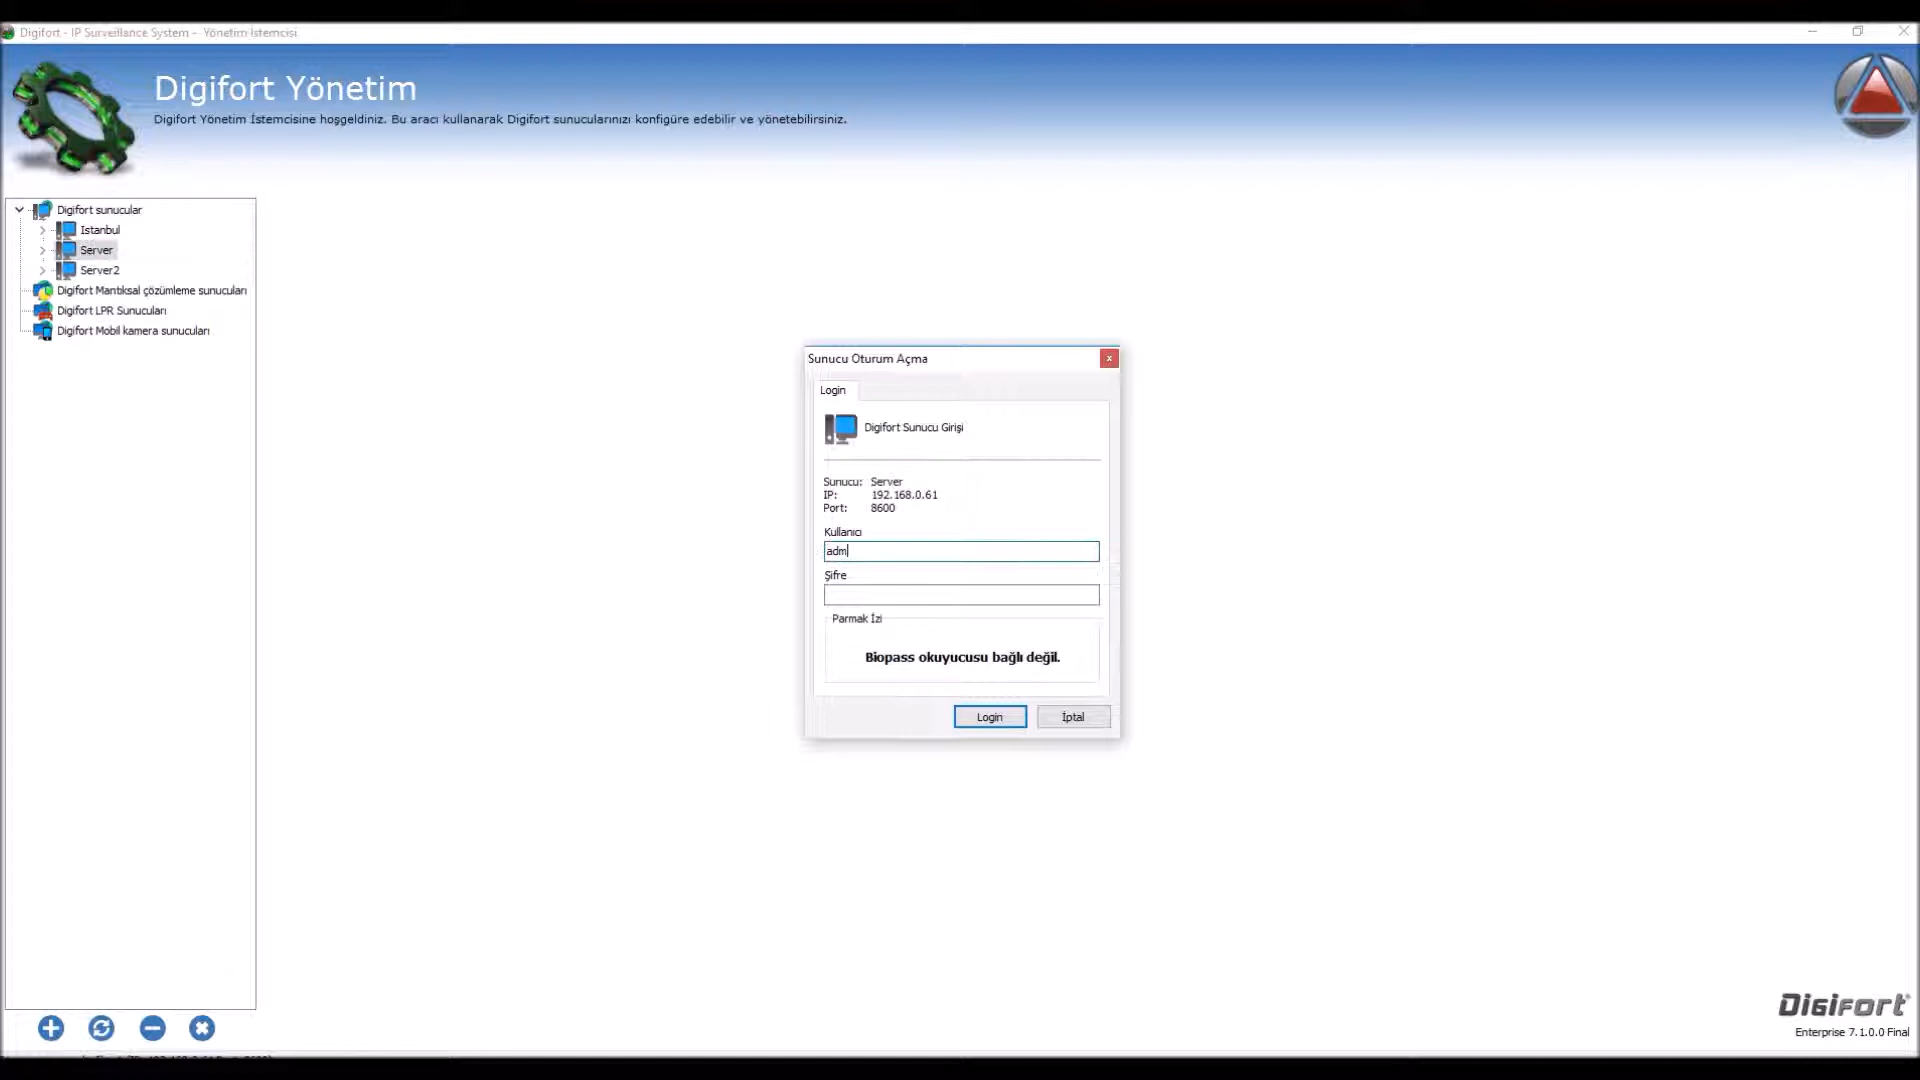 Digifort - IP Surveillance System - Yönetim İstemcisi
Digifort Yönetim
Digifort Yönetim İstemcisine hoşgeldiniz. Bu aracı kullanarak Digifort sunucularınızı konfigüre edebilir ve yönetebilirsiniz.
Digifort sunucular
Istanbul
Server
Server2
Digifort Mantıksal çözümleme sunucuları
Digifort LPR Sunucuları
Digifort Mobil kamera sunucuları
Sunucu Oturum Açma
x
Login
Digifort Sunucu Girişi
Sunucu: Server
IP: 192.168.0.61
Port: 8600
Kullanıcı
adm
Şifre
Parmak İzi
Biopass okuyucusu bağlı değil.
Login İptal
Digifort
Enterprise 7.1.0.0 Final